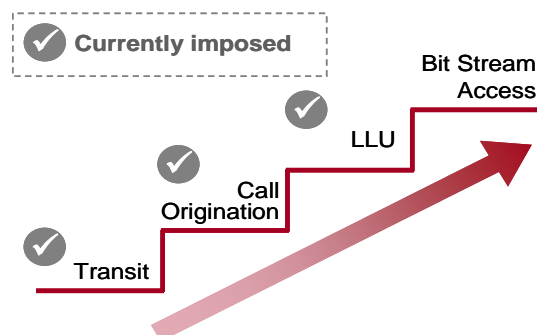 Currently imposed
Bit Stream
Access
LLU
Call
Origination
Transit